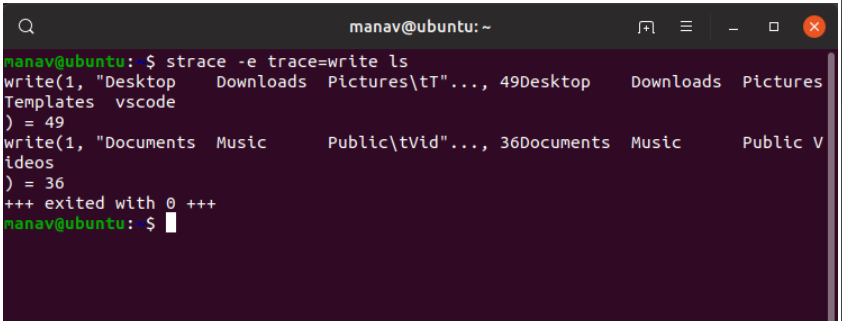 manav@ubuntu: ~
manav@ubuntu:~$ strace -e trace=write ls
write(1, "Desktop    Downloads  Pictures\tT"..., 49Desktop    Downloads  Pictures
Templates  vscode
) = 49
write(1, "Documents  Music      Public\tVid"..., 36Documents  Music      Public V
ideos
) = 36
+++ exited with 0 +++
manav@ubuntu:~$